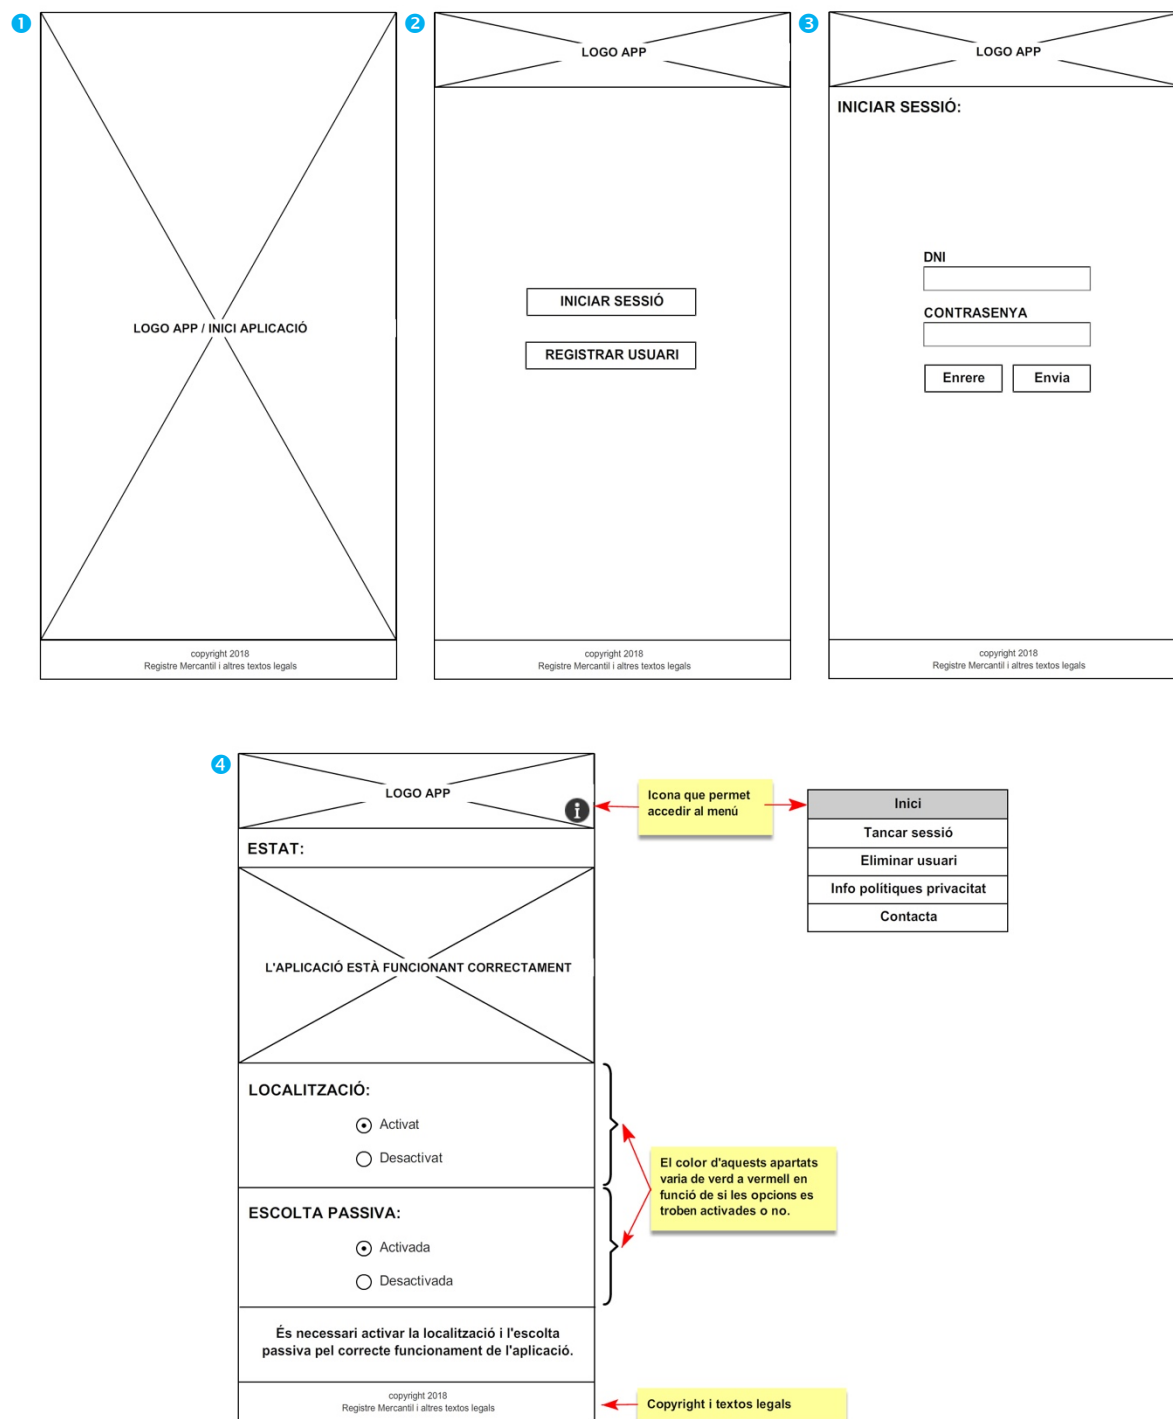 1
LOGO APP / INICI APLICACIÓ
copyright 2018
Registre Mercantil i altres textos legals
2
LOGO APP
INICIAR SESSIÓ
REGISTRAR USUARI
copyright 2018
Registre Mercantil i altres textos legals
3
LOGO APP
INICIAR SESSIÓ:
DNI
CONTRASENYA
Enrere
Envia
copyright 2018
Registre Mercantil i altres textos legals
4
LOGO APP
i
Icona que permet
accedir al menú
Inici
Tancar sessió
Eliminar usuari
Info polítiques privacitat
Contacta
ESTAT:
L'APLICACIÓ ESTÀ FUNCIONANT CORRECTAMENT
LOCALITZACIÓ:
Activat
Desactivat
ESCOLTA PASSIVA:
Activada
Desactivada
El color d'aquests apartats
varia de verd a vermell en
funció de si les opcions es
troben activades o no.
És necessari activar la localització i l'escolta
passiva pel correcte funcionament de l'aplicació.
copyright 2018
Registre Mercantil i altres textos legals
Copyright i textos legals